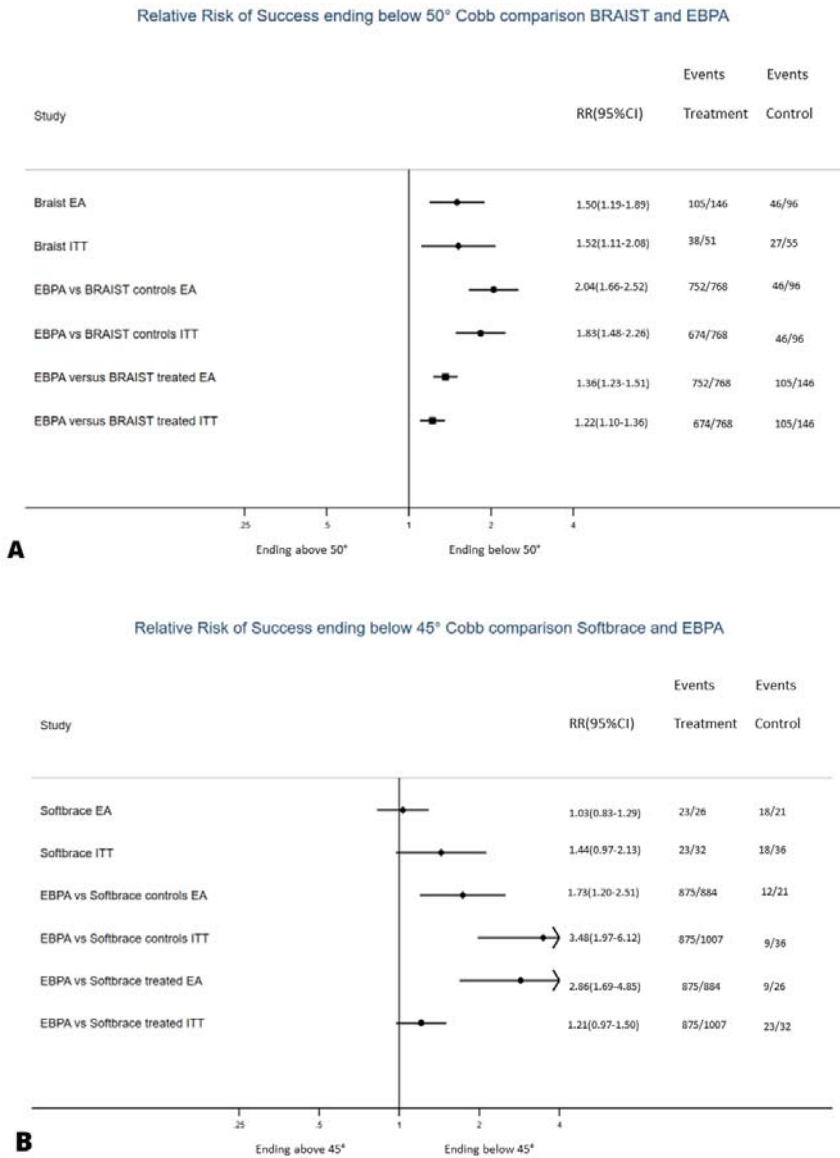 Relative Risk of Success ending below 50° Cobb comparison BRAIST and EBPA
Events Events
Study RR(95%CI) Treatment Control
Braist EA 1.50(1.19-1.89) 105/146 46/96
Braist ITT 1.52(1.11-2.08) 38/51 27/55
EBPA vs BRAIST controls EA 2.04(1.66-2.52) 752/768 46/96
EBPA vs BRAIST controls ITT 1.83(1.48-2.26) 674/768 46/96
EBPA versus BRAIST treated EA 1.36(1.23-1.51) 752/768 105/146
EBPA versus BRAIST treated ITT 1.22(1.10-1.36) 674/768 105/146
.25 .5 1 2 4
A Ending above 50° Ending below 50°
Relative Risk of Success ending below 45° Cobb comparison Softbrace and EBPA
Events Events
Study RR(95%CI) Treatment Control
Softbrace EA 1.03(0.83-1.29) 23/26 18/21
Softbrace ITT 1.44(0.97-2.13) 23/32 18/36
EBPA vs Softbrace controls EA 1.73(1.20-2.51) 875/884 12/21
EBPA vs Softbrace controls ITT 3.48(1.97-6.12) 875/1007 9/36
EBPA vs Softbrace treated EA 2.86(1.69-4.85) 875/884 9/26
EBPA vs Softbrace treated ITT 1.21(0.97-1.50) 875/1007 23/32
.25 .5 1 2 4
B Ending above 45° Ending below 45°